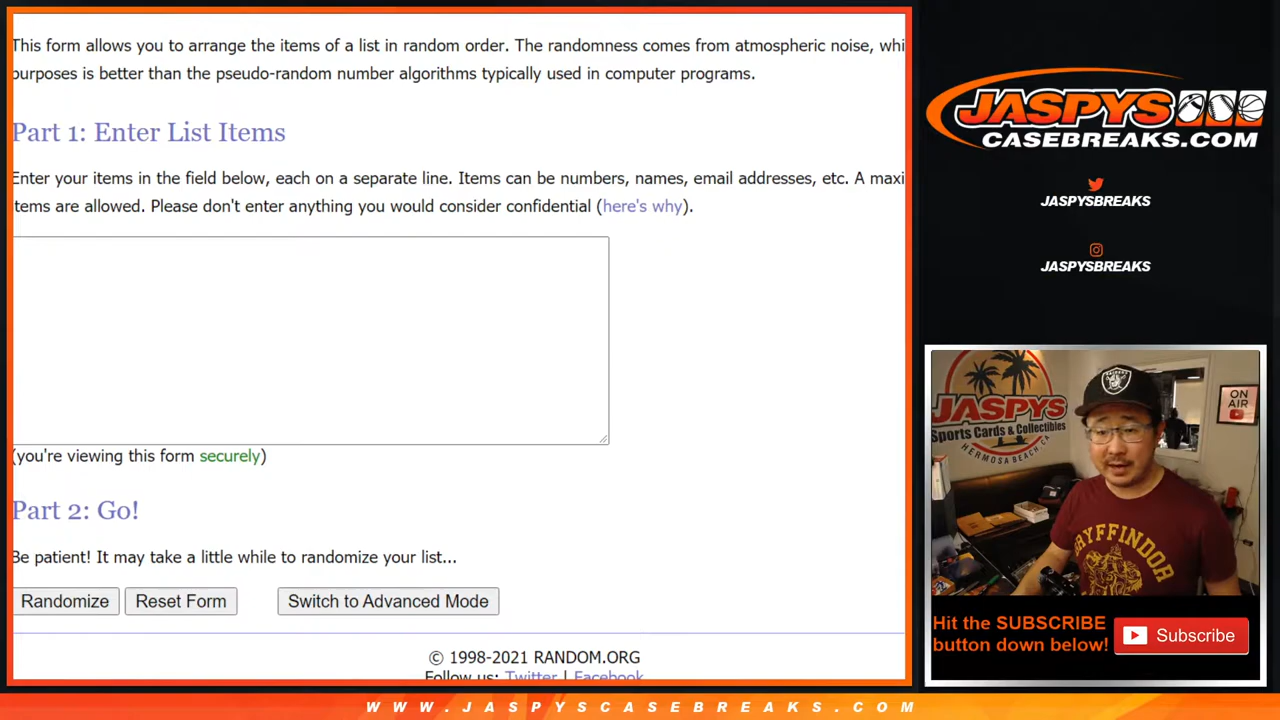 This form allows you to arrange the items of a list in random order. The randomness comes from atmospheric noise, whi
purposes is better than the pseudo-random number algorithms typically used in computer programs.
Part 1: Enter List Items
Enter your items in the field below, each on a separate line. Items can be numbers, names, email addresses, etc. A maxi
items are allowed. Please don't enter anything you would consider confidential (here's why).
(you're viewing this form securely)
Part 2: Go!
Be patient! It may take a little while to randomize your list...
Randomize
Reset Form
Switch to Advanced Mode
© 1998-2021 RANDOM.ORG
Follow us: Twitter | Facebook
JASPYS
CASEBREAKS.COM
JASPYSBREAKS
JASPYSBREAKS
JASPYS
Sports Cards & Collectibles
HERMOSA BEACH, CA
RAIDERS
ON
AIR
GRYFFINDOR
Hit the SUBSCRIBE
button down below!
Subscribe
WWW.JASPYSCASEBREAKS.COM